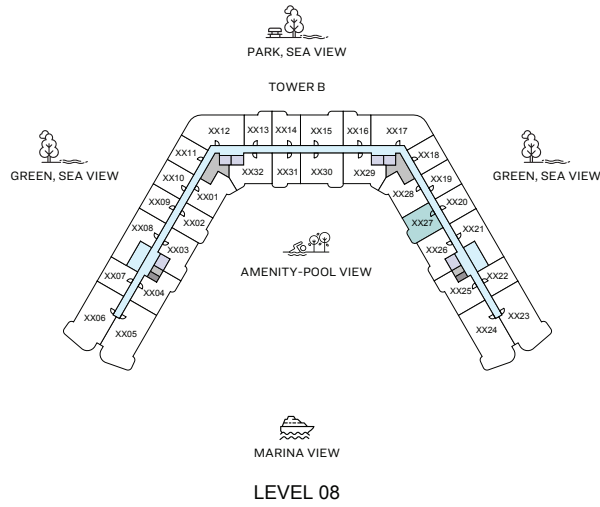 PARK, SEA VIEW
TOWER B
GREEN, SEA VIEW
GREEN, SEA VIEW
XX12
XX13
XX14
XX15
XX16
XX17
XX11
XX18
XX10
XX32
XX31
XX30
XX29
XX19
XX09
XX01
XX28
XX20
XX08
XX02
XX27
XX21
XX07
XX03
XX26
XX22
XX04
XX25
XX06
XX05
XX24
XX23
AMENITY-POOL VIEW
MARINA VIEW
LEVEL 08